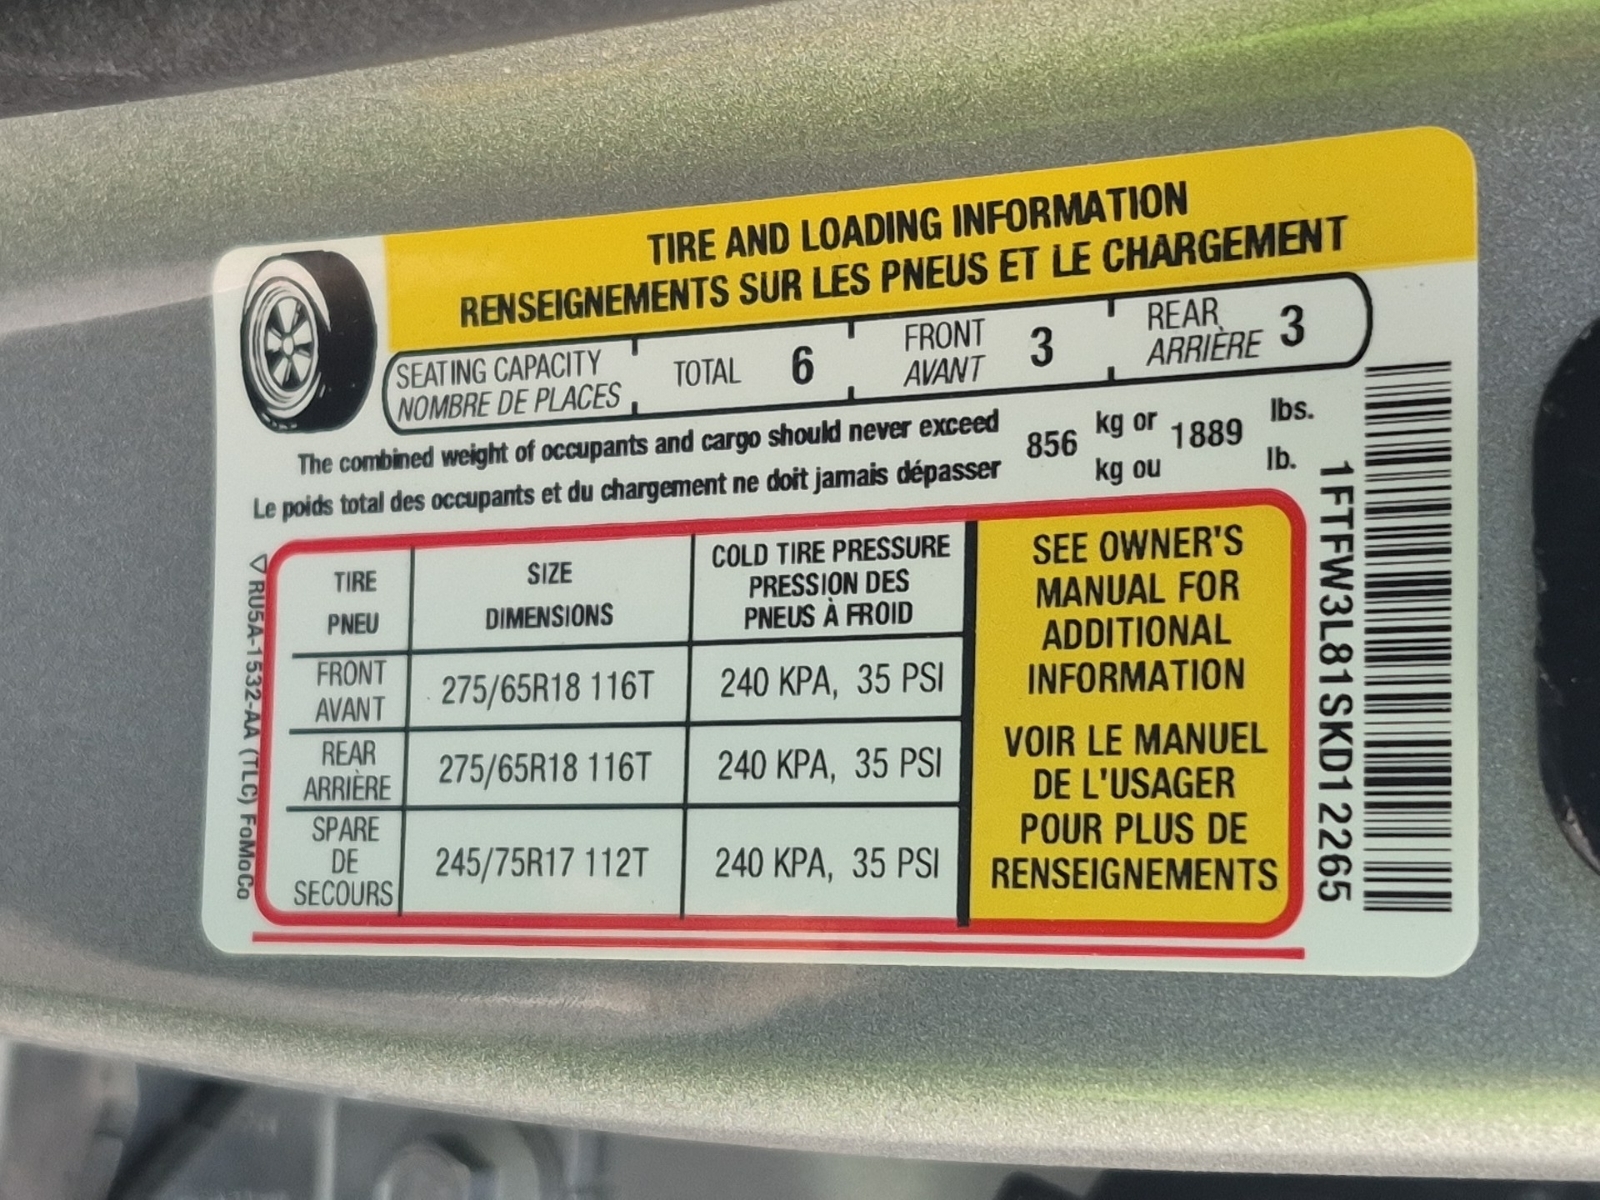 TIRE AND LOADING INFORMATION
RENSEIGNEMENTS SUR LES PNEUS ET LE CHARGEMENT
SEATING CAPACITY
NOMBRE DE PLACES
TOTAL 6
FRONT
AVANT
3
REAR
ARRIÈRE
3
The combined weight of occupants and cargo should never exceed
Le poids total des occupants et du chargement ne doit jamais dépasser
856
kg or
kg ou
1889
lbs.
lb.
TIRE
PNEU
SIZE
DIMENSIONS
COLD TIRE PRESSURE
PRESSION DES
PNEUS À FROID
FRONT
AVANT
275/65R18 116T
240 KPA, 35 PSI
REAR
ARRIÈRE
275/65R18 116T
240 KPA, 35 PSI
SPARE
DE
SECOURS
245/75R17 112T
240 KPA, 35 PSI
SEE OWNER'S
MANUAL FOR
ADDITIONAL
INFORMATION
VOIR LE MANUEL
DE L'USAGER
POUR PLUS DE
RENSEIGNEMENTS
1FTFW3L81SKD12265
RU5A-1532-AA (TLC) FoMoCo